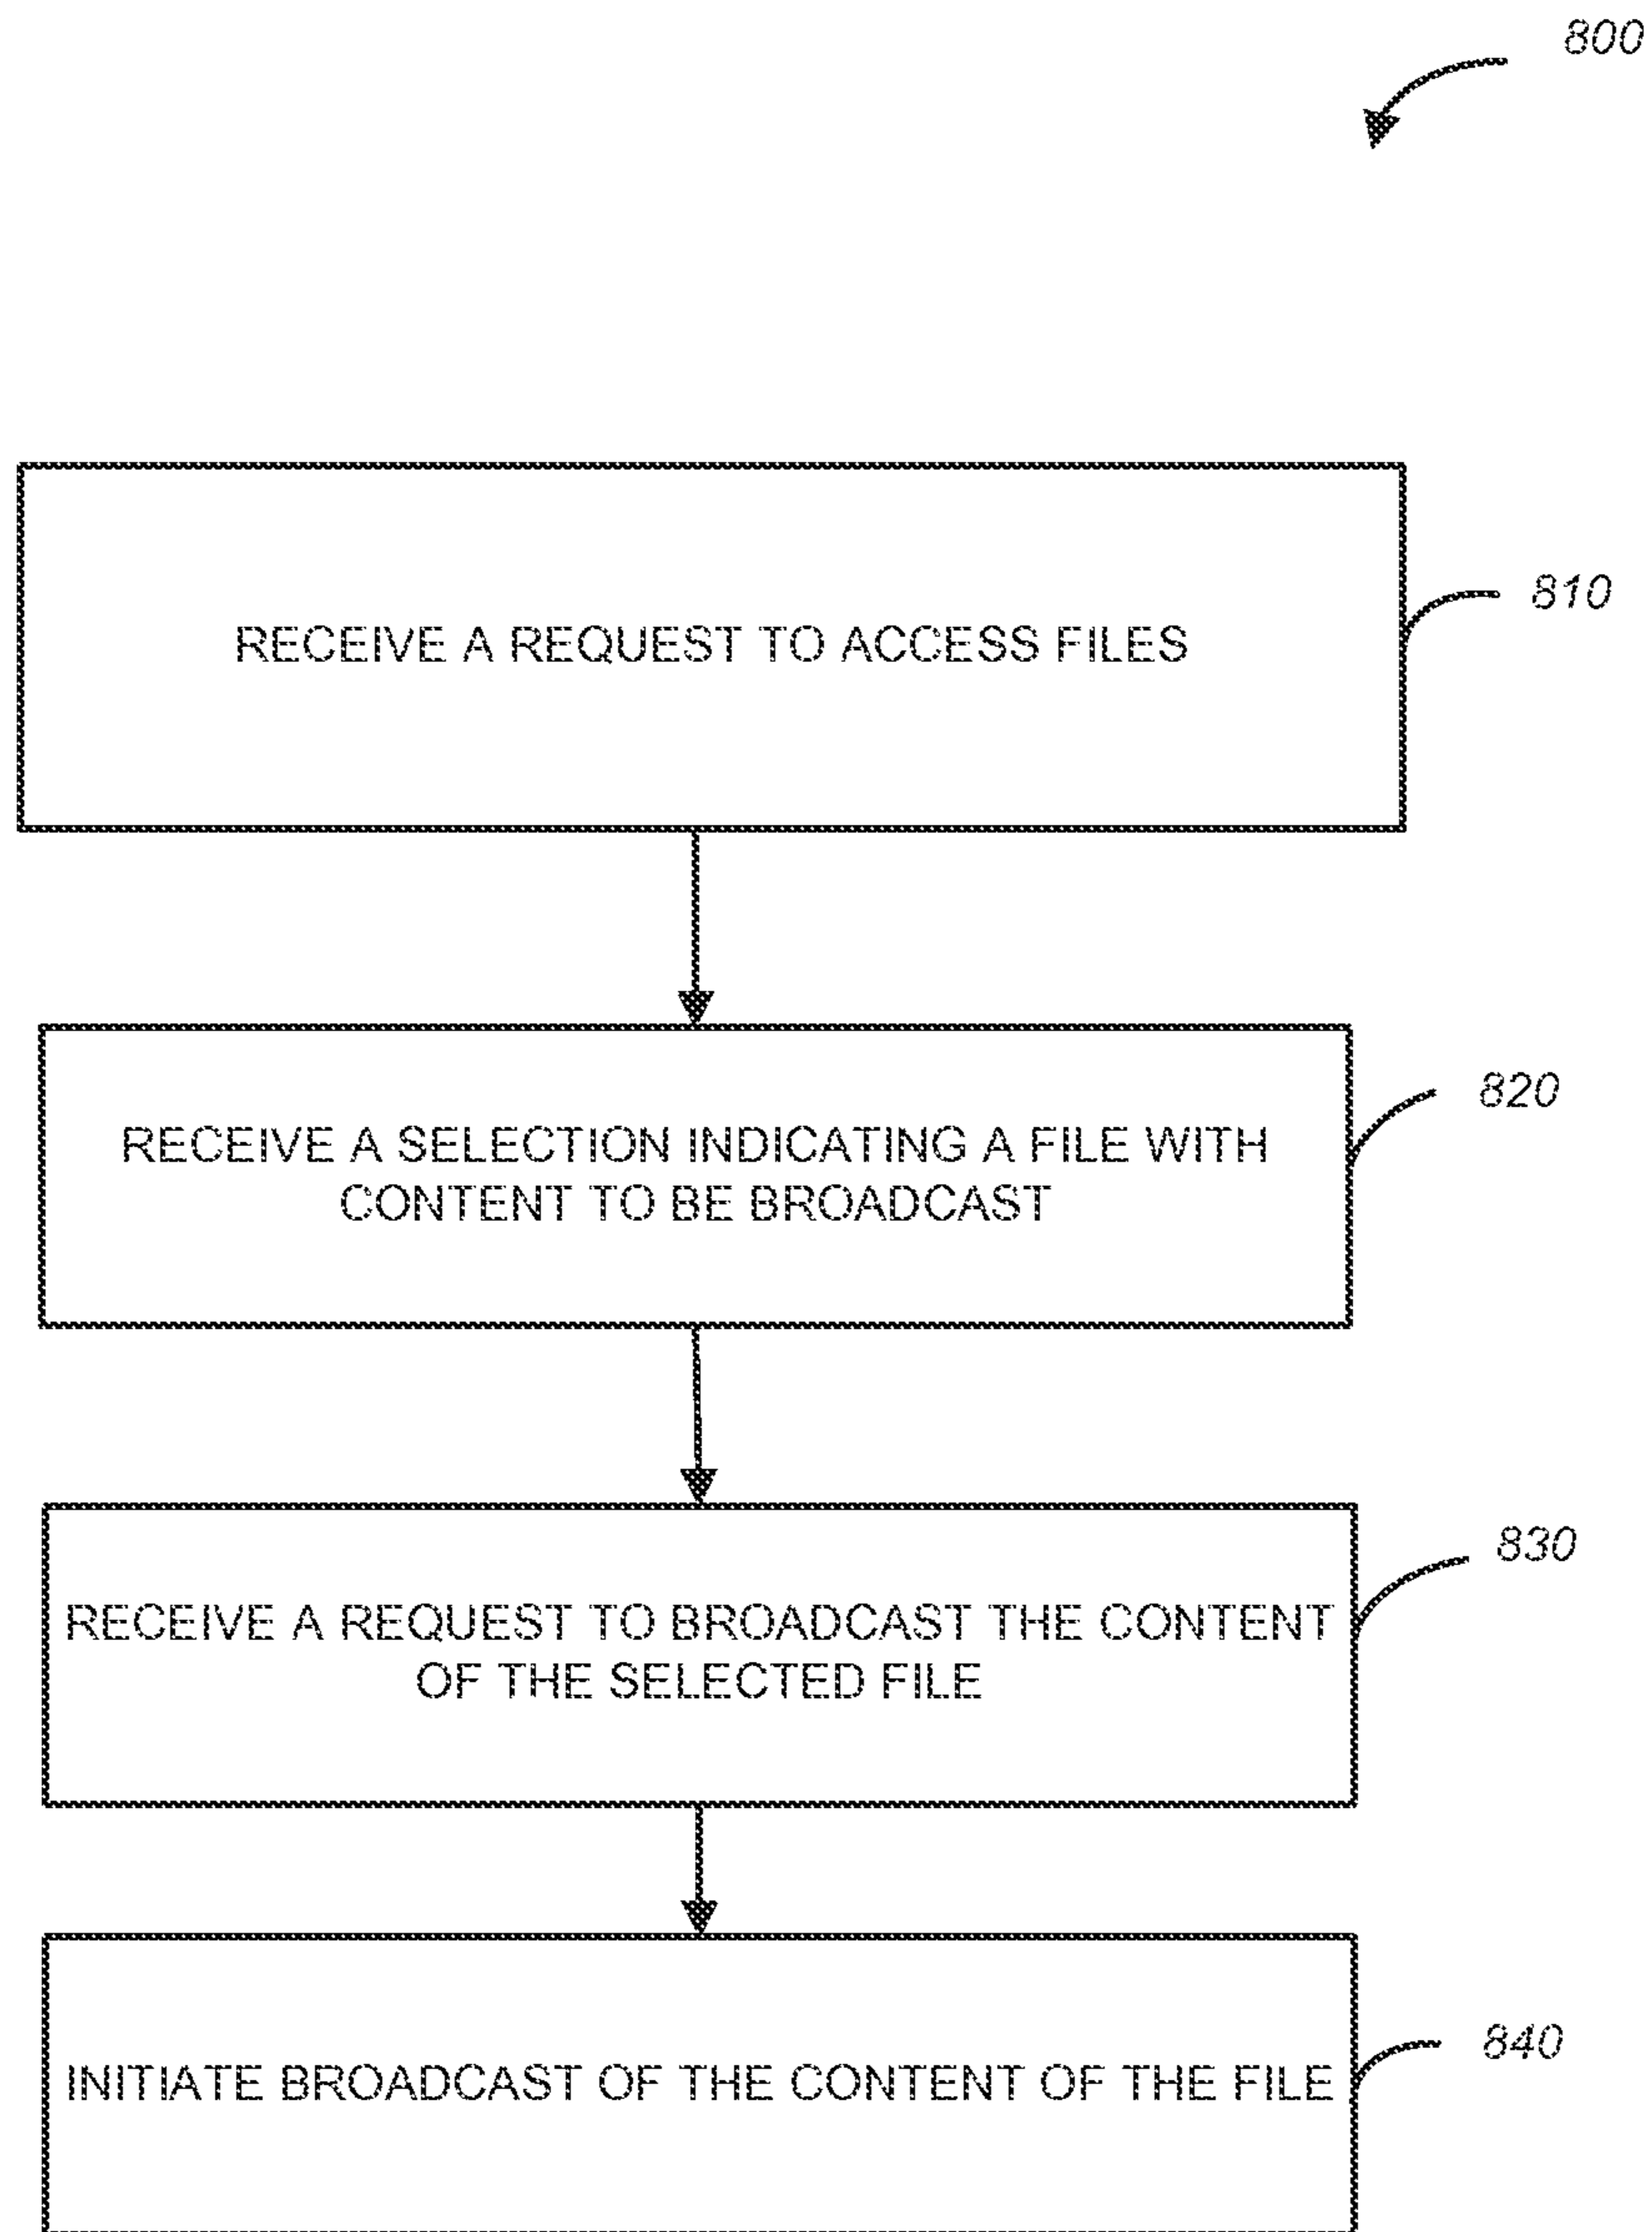 800
RECEIVE A REQUEST TO ACCESS FILES
810
RECEIVE A SELECTION INDICATING A FILE WITH
CONTENT TO BE BROADCAST
820
RECEIVE A REQUEST TO BROADCAST THE CONTENT
OF THE SELECTED FILE
830
INITIATE BROADCAST OF THE CONTENT OF THE FILE
840